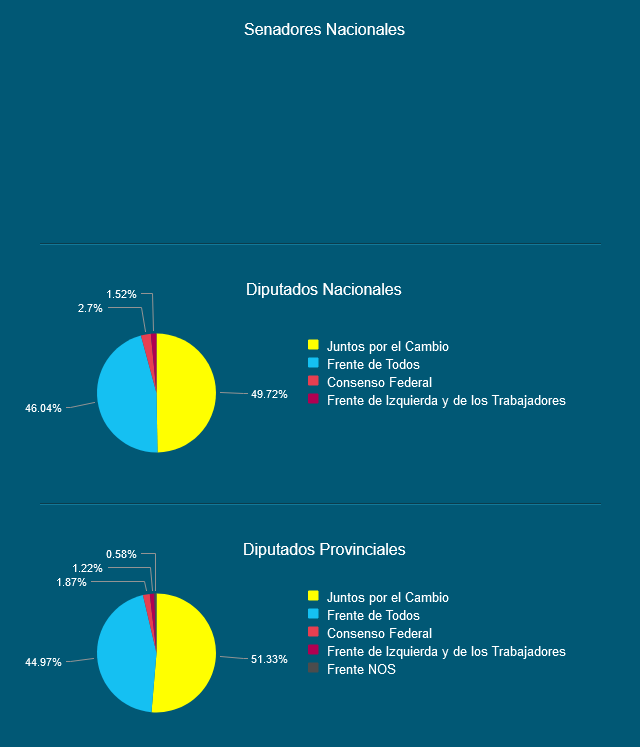 Senadores Nacionales
Diputados Nacionales
1.52%
2.7%
46.04%
49.72%
Juntos por el Cambio
Frente de Todos
Consenso Federal
Frente de Izquierda y de los Trabajadores
Diputados Provinciales
0.58%
1.22%
1.87%
44.97%
51.33%
Juntos por el Cambio
Frente de Todos
Consenso Federal
Frente de Izquierda y de los Trabajadores
Frente NOS